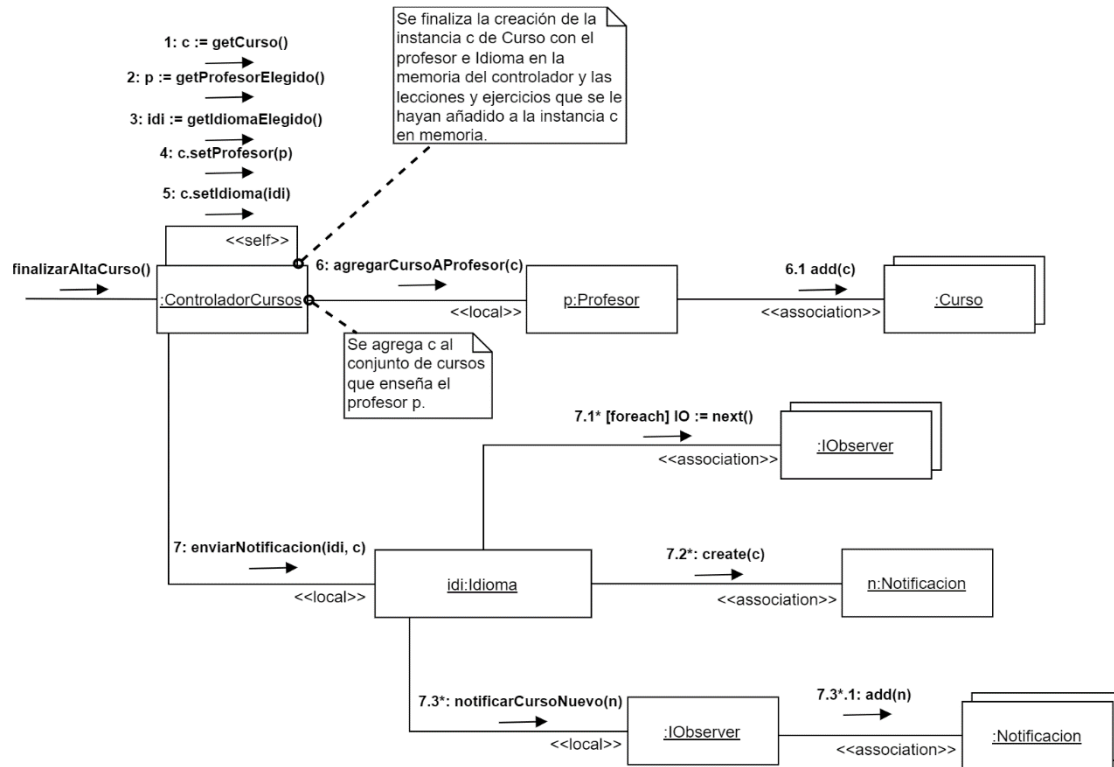 1: c := getCurso()
2: p := getProfesorElegido()
3: idi := getIdiomaElegido()
4: c.setProfesor(p)
5: c.setIdioma(idi)
Se finaliza la creación de la
instancia c de Curso con el
profesor e Idioma en la
memoria del controlador y las
lecciones y ejercicios que se le
hayan añadido a la instancia c
en memoria.
<<self>>
finalizarAltaCurso()
:ControladorCursos
6: agregarCursoAProfesor(c)
<<local>>
p:Profesor
6.1 add(c)
<<association>>
:Curso
Se agrega c al
conjunto de cursos
que enseña el
profesor p.
7.1* [foreach] IO := next()
<<association>>
:IObserver
7: enviarNotificacion(idi, c)
<<local>>
idi:Idioma
7.2*: create(c)
<<association>>
n:Notificacion
7.3*: notificarCursoNuevo(n)
<<local>>
:IObserver
7.3*.1: add(n)
<<association>>
:Notificacion